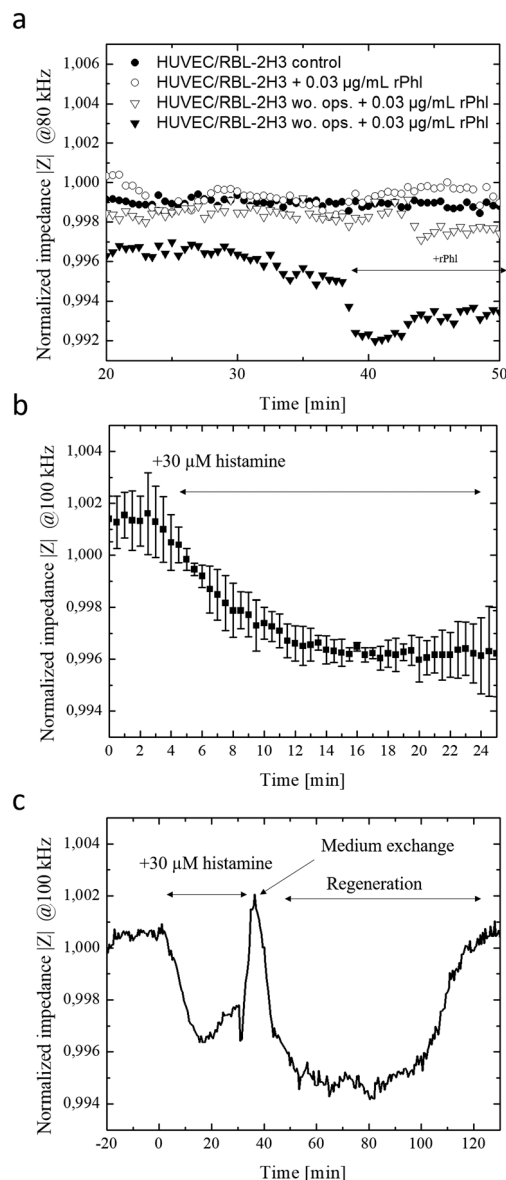 a
1,006
1,004
1,002
1,000
0,998
0,996
0,994
0,992
Normalized impedance |Z| @80 kHz
HUVEC/RBL-2H3 control
HUVEC/RBL-2H3 + 0.03 µg/mL rPhl
HUVEC/RBL-2H3 wo. ops. + 0.03 µg/mL rPhl
HUVEC/RBL-2H3 wo. ops. + 0.03 µg/mL rPhl
+rPhl
20 30 40 50
Time [min]
b
1,004
1,002
1,000
0,998
0,996
0,994
Normalized impedance |Z| @100 kHz
+30 µM histamine
0 2 4 6 8 10 12 14 16 18 20 22 24
Time [min]
c
1,004
1,002
1,000
0,998
0,996
0,994
Normalized impedance |Z| @100 kHz
Medium exchange
+30 µM histamine
Regeneration
-20 0 20 40 60 80 100 120
Time [min]